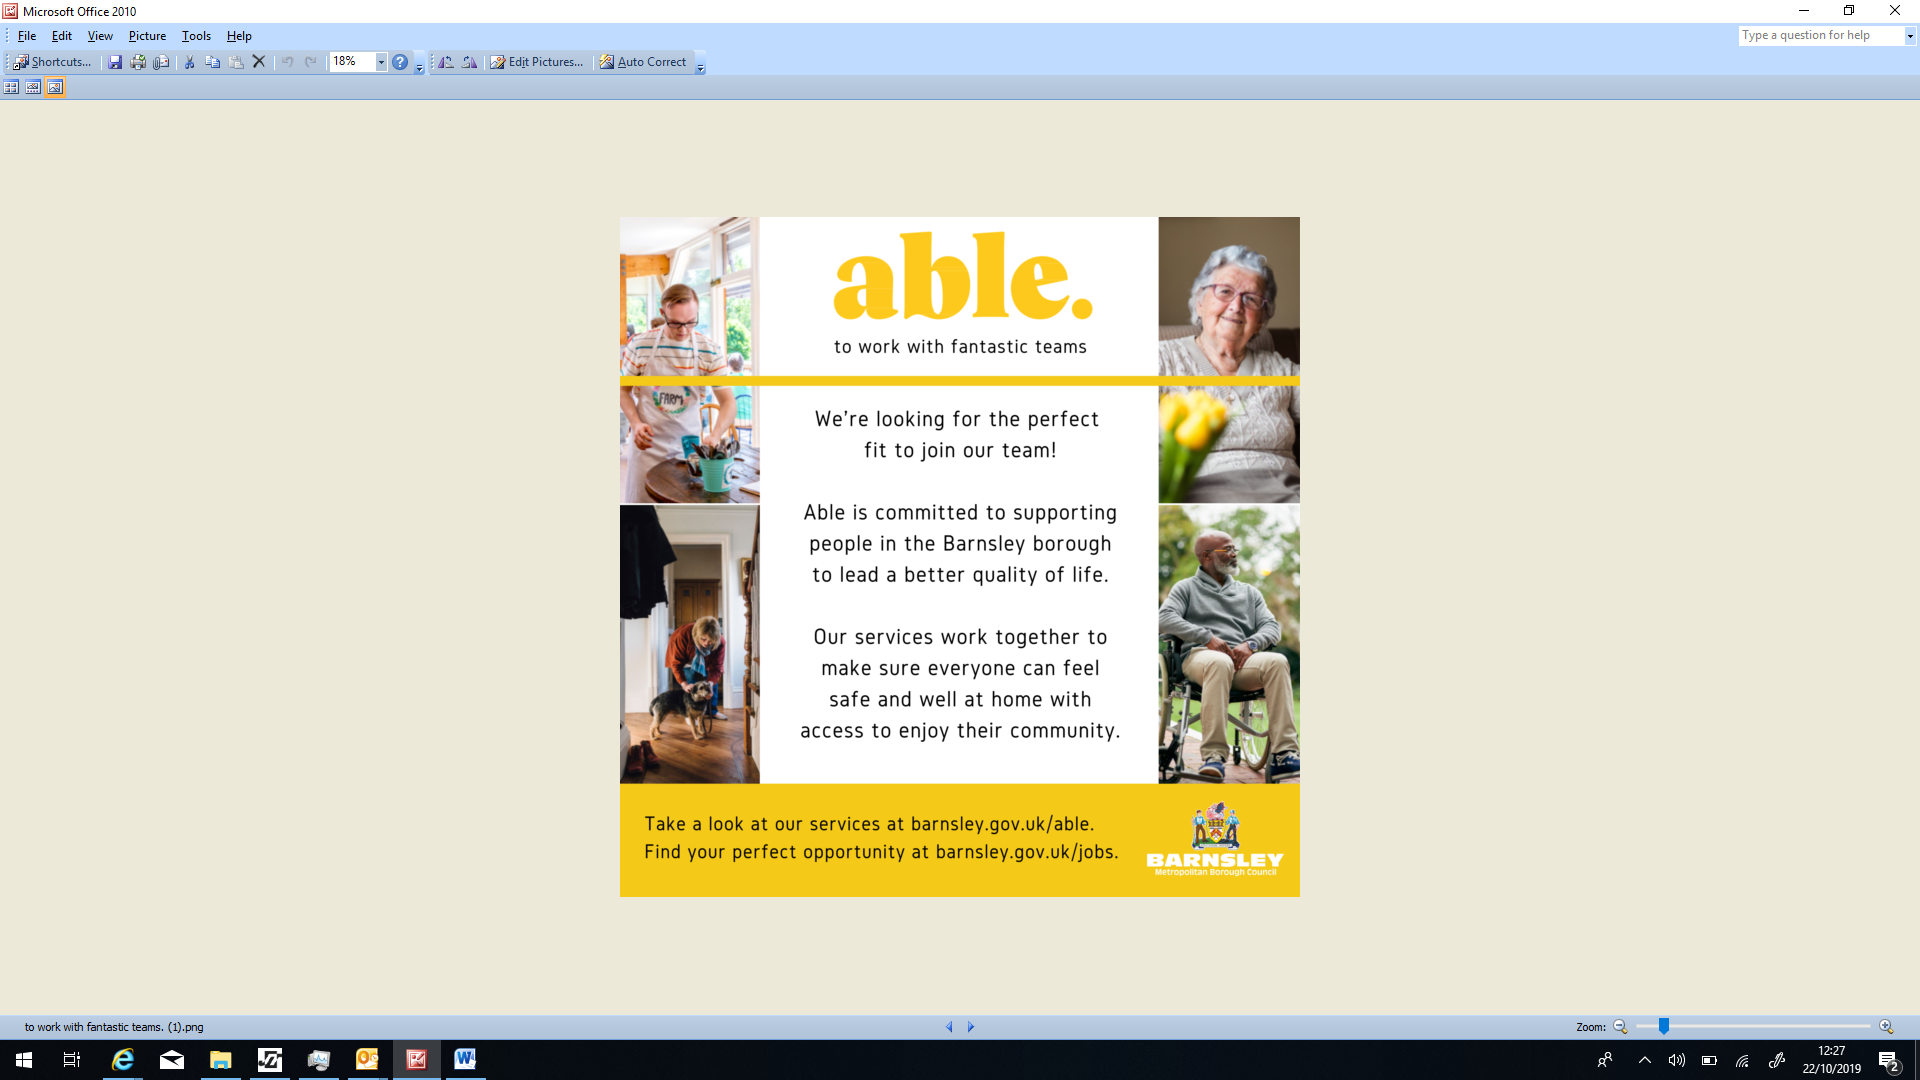 Microsoft Office 2010
File Edit View Picture Tools Help
Type a question for help
Shortcuts... 18% Edit Pictures... Auto Correct
able.
to work with fantastic teams
FARM
We're looking for the perfect
fit to join our team!
Able is committed to supporting
people in the Barnsley borough
to lead a better quality of life.
Our services work together to
make sure everyone can feel
safe and well at home with
access to enjoy their community.
Take a look at our services at barnsley.gov.uk/able.
Find your perfect opportunity at barnsley.gov.uk/jobs.
BARNSLEY
Metropolitan Borough Council
to work with fantastic teams. (1).png
Zoom:
12:27
22/10/2019
2